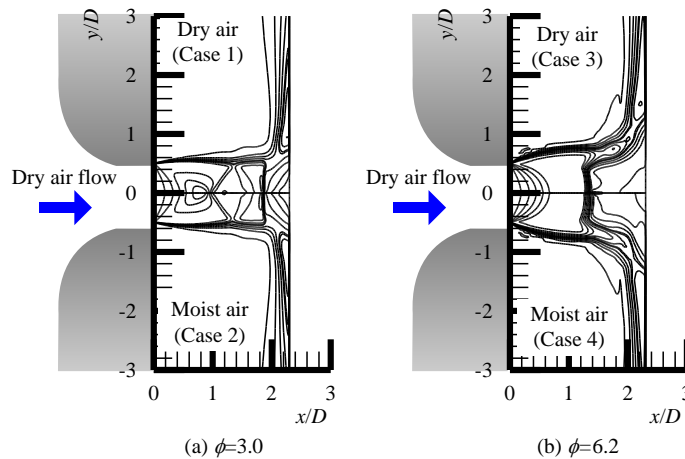 y/D
3
Dry air
(Case 1)
2
1
Dry air flow
0
-1
-2
Moist air
(Case 2)
-3
0
1
2
3
x/D
(a) ϕ=3.0
y/D
3
Dry air
(Case 3)
2
1
Dry air flow
0
-1
-2
Moist air
(Case 4)
-3
0
1
2
3
x/D
(b) ϕ=6.2